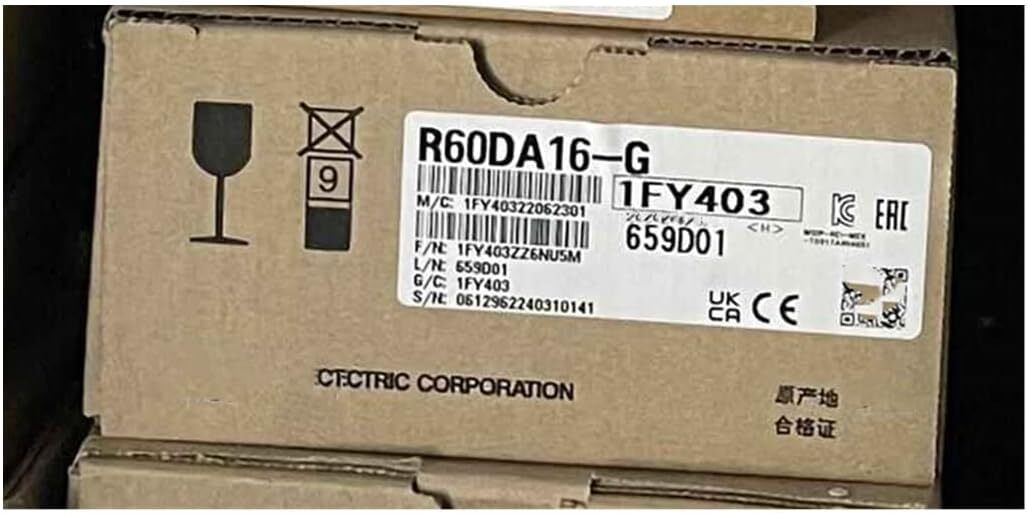 9
R60DA16-G
1FY403
M/C: 1FY40322062301
<H>
659D01
F/N: 1FY403ZZ6NU5M
L/N: 659D01
G/C: 1FY403
S/N: 0612962240310141
EAC
UK
CA
CE
CTCTRIC CORPORATION
原产地
合格证